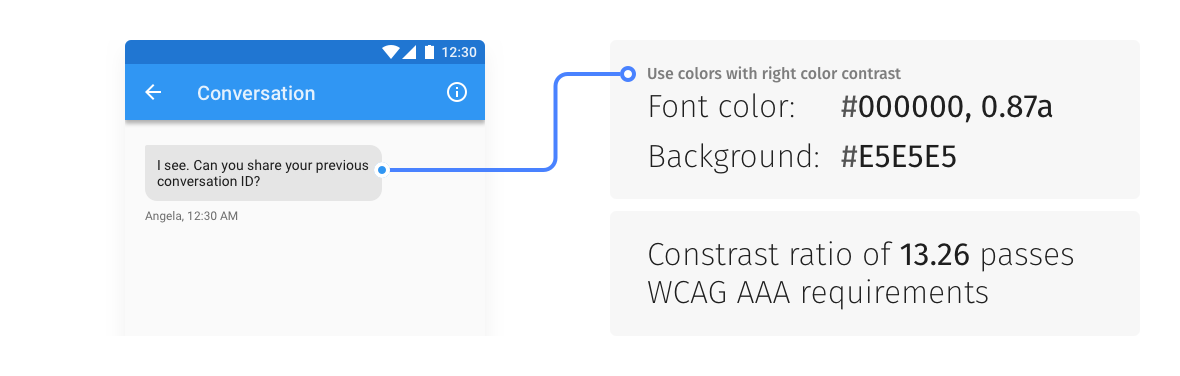 12:30
Conversation
I see. Can you share your previous
conversation ID?
Angela, 12:30 AM
Use colors with right color contrast
Font color: #000000, 0.87a
Background: #E5E5E5
Constrast ratio of 13.26 passes
WCAG AAA requirements